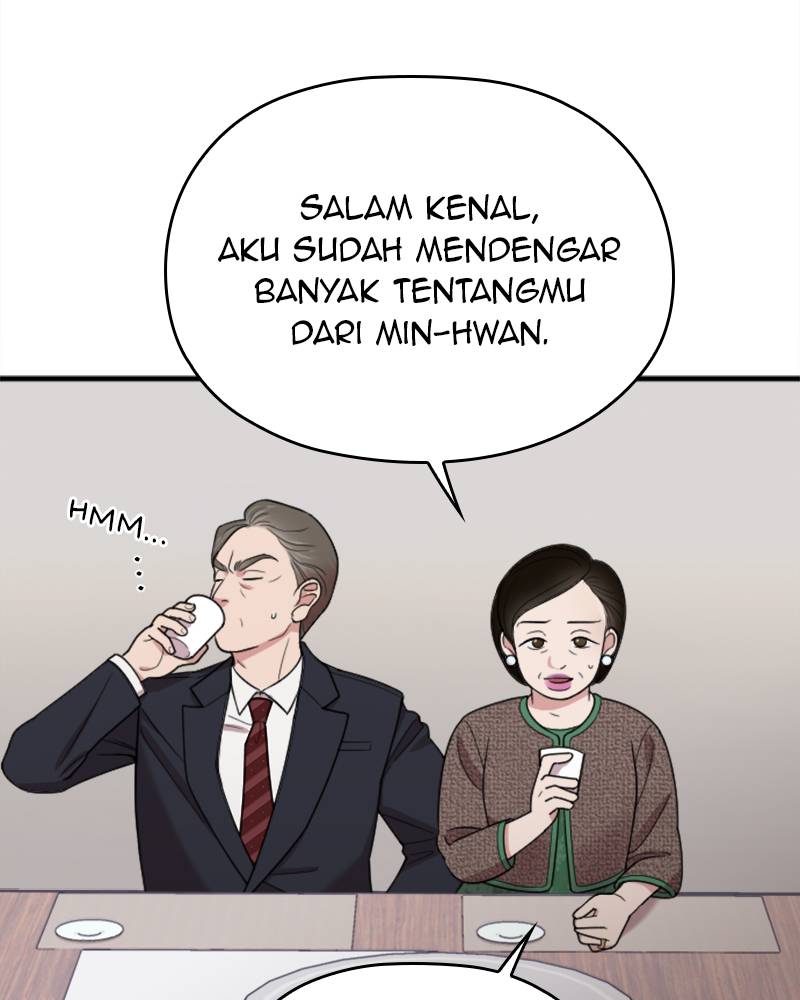 SALAM KENAL,
AKU SUDAH MENDENGAR
BANYAK TENTANGMU
DARI MIN-HWAN.
HMM...